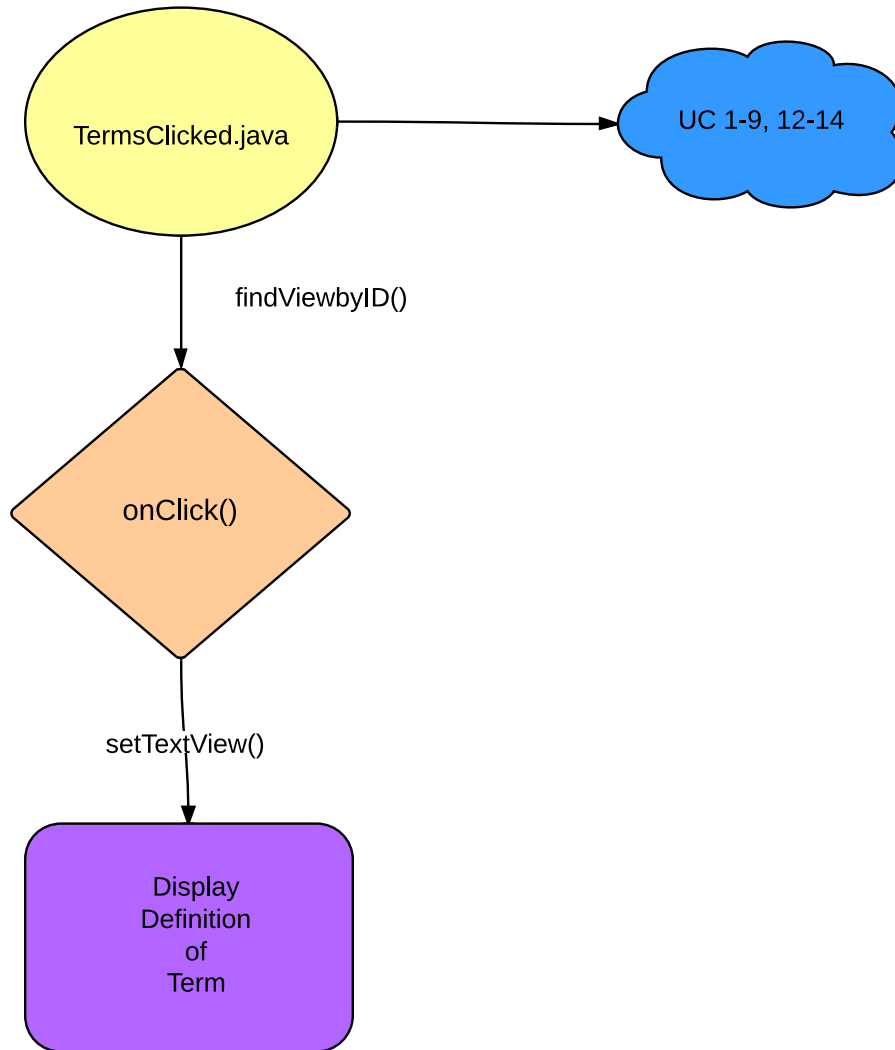 TermsClicked.java
UC 1-9, 12-14
findViewbyID()
onClick()
setTextView()
Display
Definition
of
Term